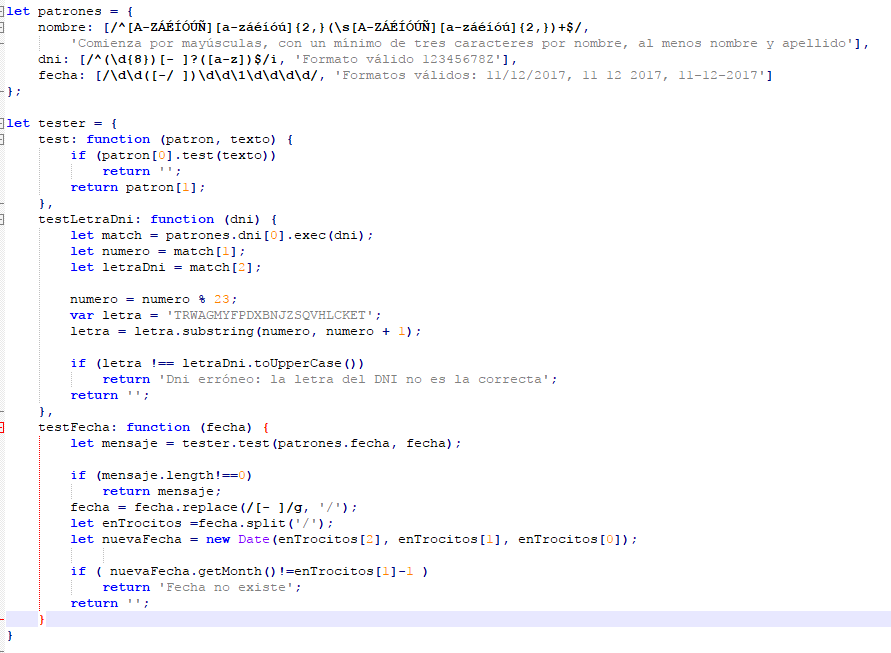 let patrones = {
    nombre: [/^[A-ZÁÉÍÓÚÑ][a-záéíóú]{2,}(\s[A-ZÁÉÍÓÚÑ][a-záéíóú]{2,})+$/,
        'Comienza por mayúsculas, con un mínimo de tres caracteres por nombre, al menos nombre y apellido'],
    dni: [/^(\d{8})[- ]?([a-z])$/i, 'Formato válido 12345678Z'],
    fecha: [/\d\d([-/ ])\d\d\1\d\d\d\d/, 'Formatos válidos: 11/12/2017, 11 12 2017, 11-12-2017']
};
let tester = {
    test: function (patron, texto) {
        if (patron[0].test(texto))
            return '';
        return patron[1];
    },
    testLetraDni: function (dni) {
        let match = patrones.dni[0].exec(dni);
        let numero = match[1];
        let letraDni = match[2];
        numero = numero % 23;
        var letra = 'TRWAGMYFPDXBNJZSQVHLCKET';
        letra = letra.substring(numero, numero + 1);
        if (letra !== letraDni.toUpperCase())
            return 'Dni erróneo: la letra del DNI no es la correcta';
        return '';
    },
    testFecha: function (fecha) {
        let mensaje = tester.test(patrones.fecha, fecha);
        if (mensaje.length!==0)
            return mensaje;
        fecha = fecha.replace(/[- ]/g, '/');
        let enTrocitos =fecha.split('/');
        let nuevaFecha = new Date(enTrocitos[2], enTrocitos[1], enTrocitos[0]);
        if ( nuevaFecha.getMonth()!=enTrocitos[1]-1 )
            return 'Fecha no existe';
        return '';
    }
}